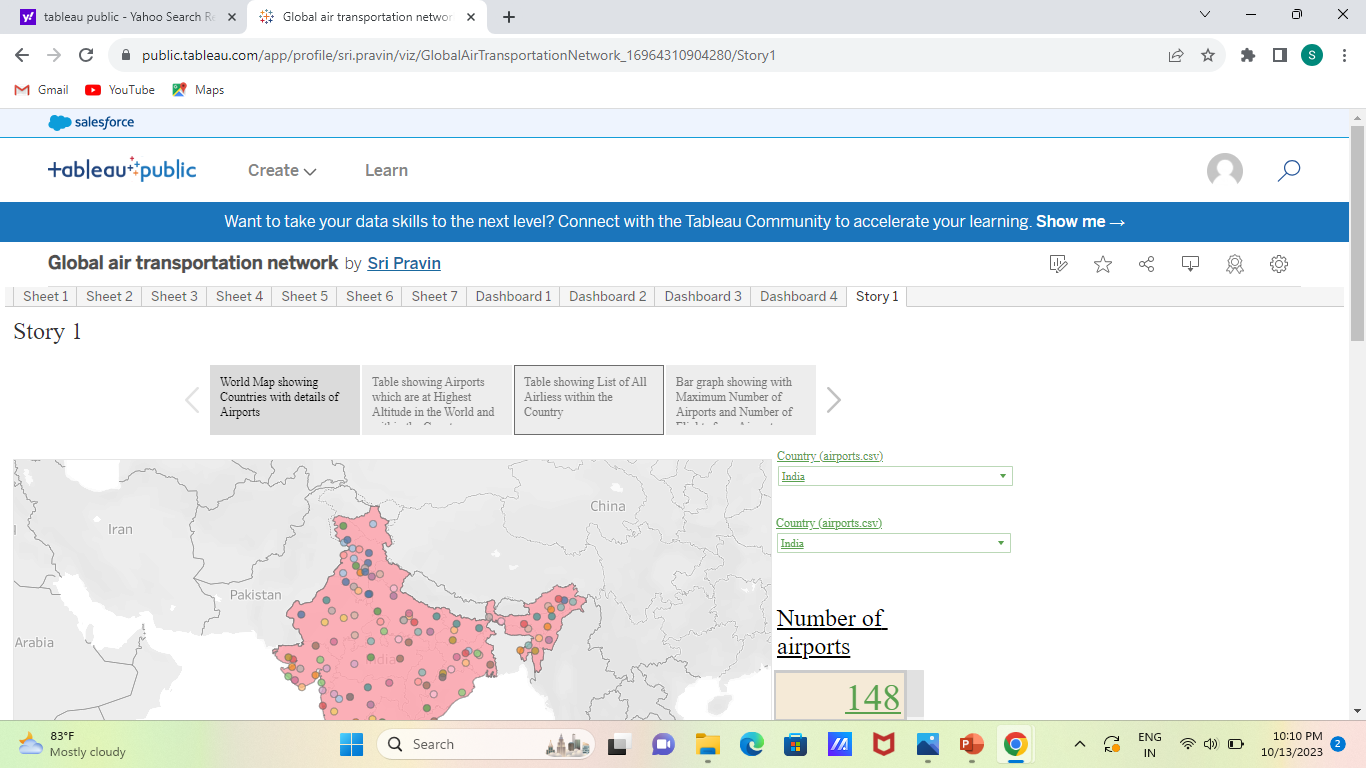 tableau public - Yahoo Search Re
Global air transportation networ
public.tableau.com/app/profile/sri.pravin/viz/GlobalAirTransportationNetwork_16964310904280/Story1
S
Gmail
YouTube
Maps
salesforce
tableau public
Create
Learn
Want to take your data skills to the next level? Connect with the Tableau Community to accelerate your learning. Show me →
Global air transportation network by Sri Pravin
Sheet 1 Sheet 2 Sheet 3 Sheet 4 Sheet 5 Sheet 6 Sheet 7 Dashboard 1 Dashboard 2 Dashboard 3 Dashboard 4 Story 1
Story 1
World Map showing
Countries with details of
Airports
Table showing Airports
which are at Highest
Altitude in the World and
Table showing List of All
Airliess within the
Country
Bar graph showing with
Maximum Number of
Airports and Number of
Country (airports.csv)
India
Country (airports.csv)
India
China
Iran
Pakistan
Arabia
India
Number of
airports
148
83°F
Mostly cloudy
Search
ENG
IN
10:10 PM
10/13/2023
2